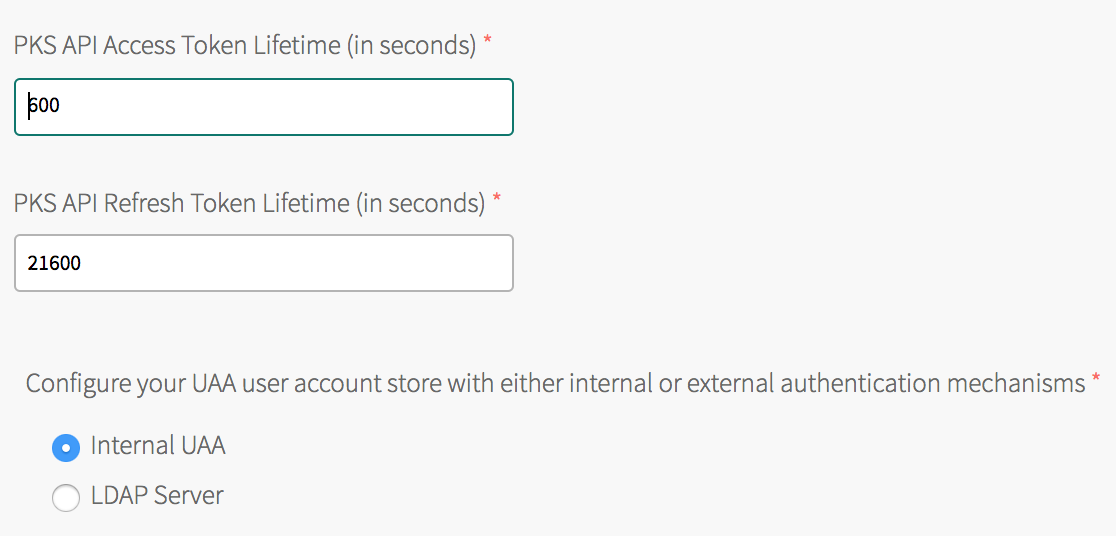 PKS API Access Token Lifetime (in seconds) *
600
PKS API Refresh Token Lifetime (in seconds) *
21600
Configure your UAA user account store with either internal or external authentication mechanisms *
Internal UAA
LDAP Server